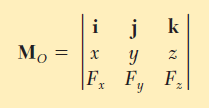 i j k
M_O = | x y z |
F_x F_y F_z